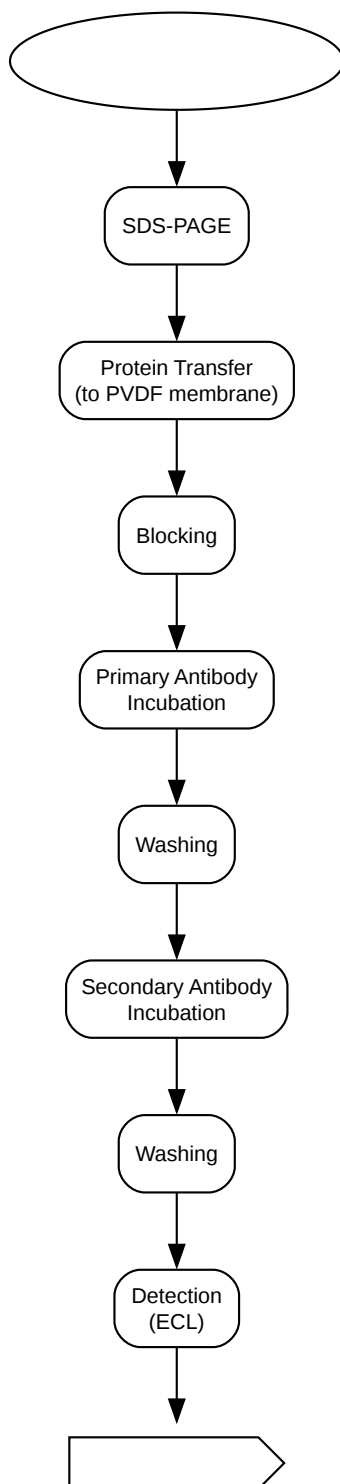 SDS-PAGE
Protein Transfer
(to PVDF membrane)
Blocking
Primary Antibody
Incubation
Washing
Secondary Antibody
Incubation
Washing
Detection
(ECL)